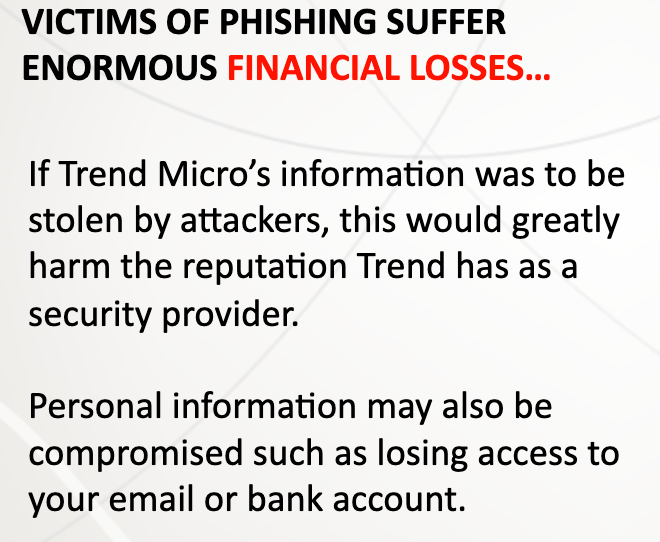 VICTIMS OF PHISHING SUFFER
ENORMOUS FINANCIAL LOSSES...
If Trend Micro’s information was to be
stolen by attackers, this would greatly
harm the reputation Trend has as a
security provider.
Personal information may also be
compromised such as losing access to
your email or bank account.